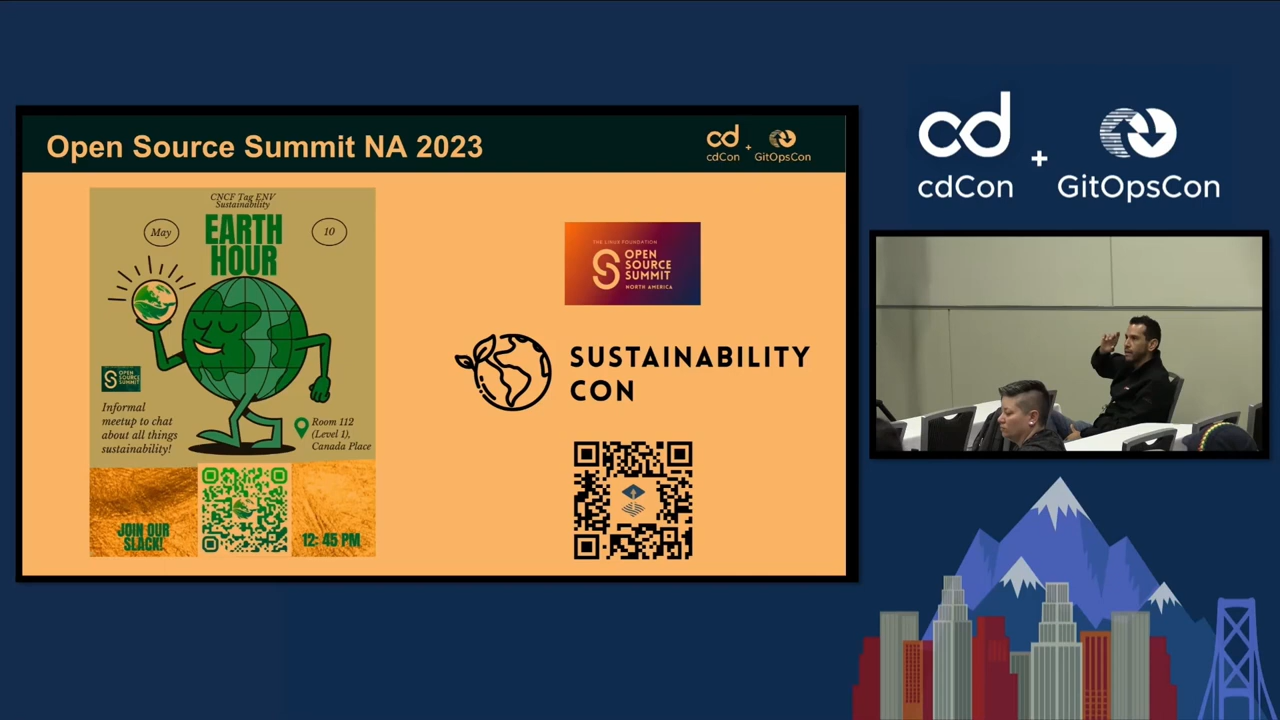 Open Source Summit NA 2023
cd
cdCon
+
GitOpsCon
CNCF Tag ENV
Sustainability
EARTH
HOUR
May
10
OPEN
SOURCE
SUMMIT
Informal
meetup to chat
about all things
sustainability!
Room 112
(Level 1),
Canada Place
JOIN OUR
SLACK!
12: 45 PM
THE LINUX FOUNDATION
OPEN
SOURCE
SUMMIT
NORTH AMERICA
SUSTAINABILITY
CON
cd
cdCon
+
GitOpsCon